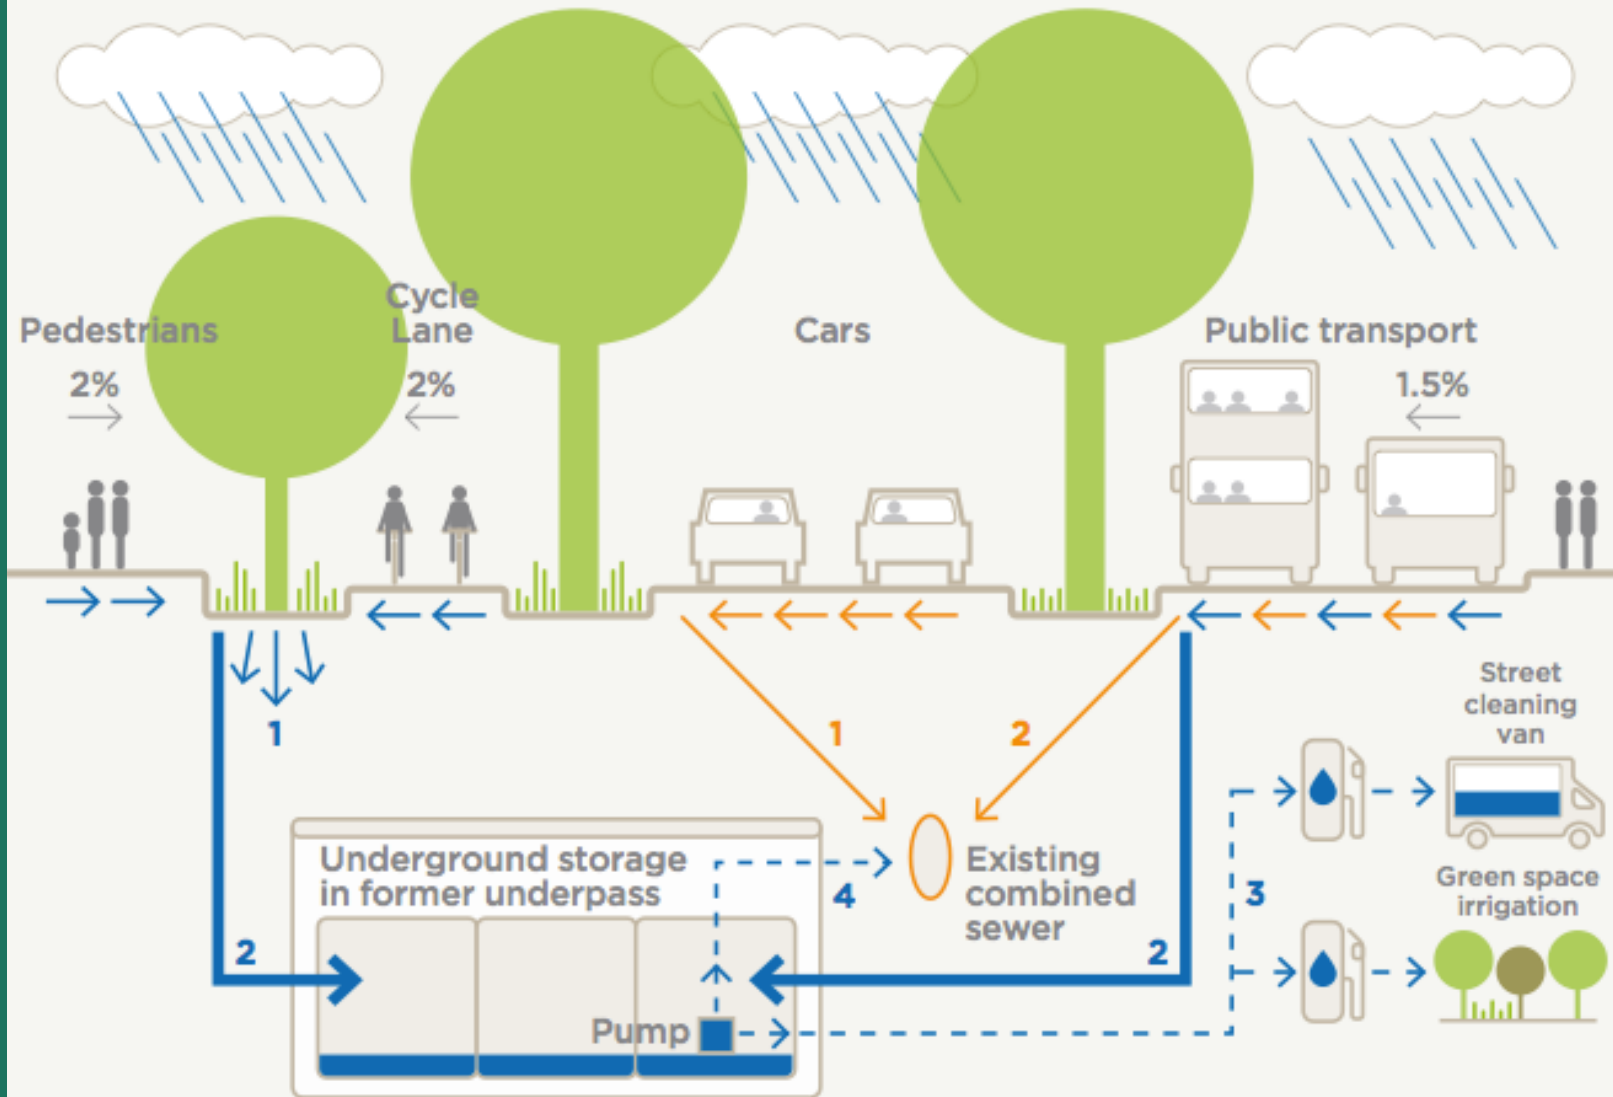 Pedestrians
2%
Cycle
Lane
2%
Cars
Public transport
1.5%
1
1
2
Street
cleaning
van
Underground storage
in former underpass
4
Existing
combined
sewer
3
Green space
irrigation
2
2
Pump